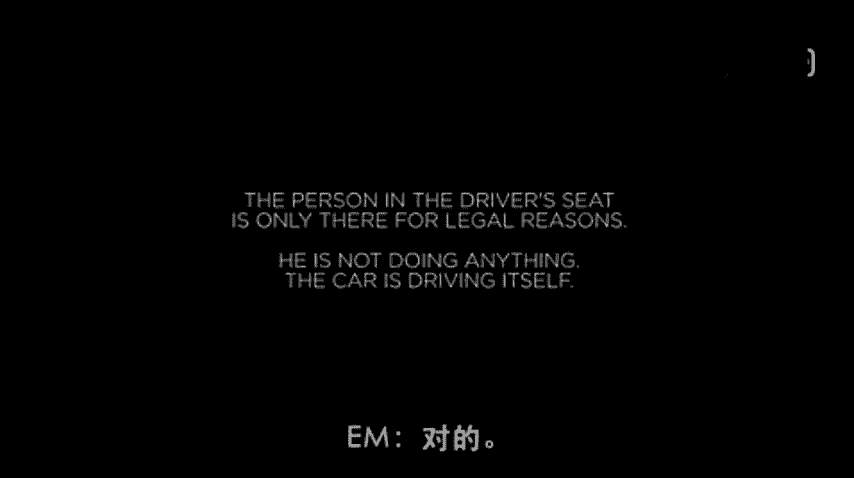 THE PERSON IN THE DRIVER'S SEAT
IS ONLY THERE FOR LEGAL REASONS.
HE IS NOT DOING ANYTHING.
THE CAR IS DRIVING ITSELF.
EM：对的。